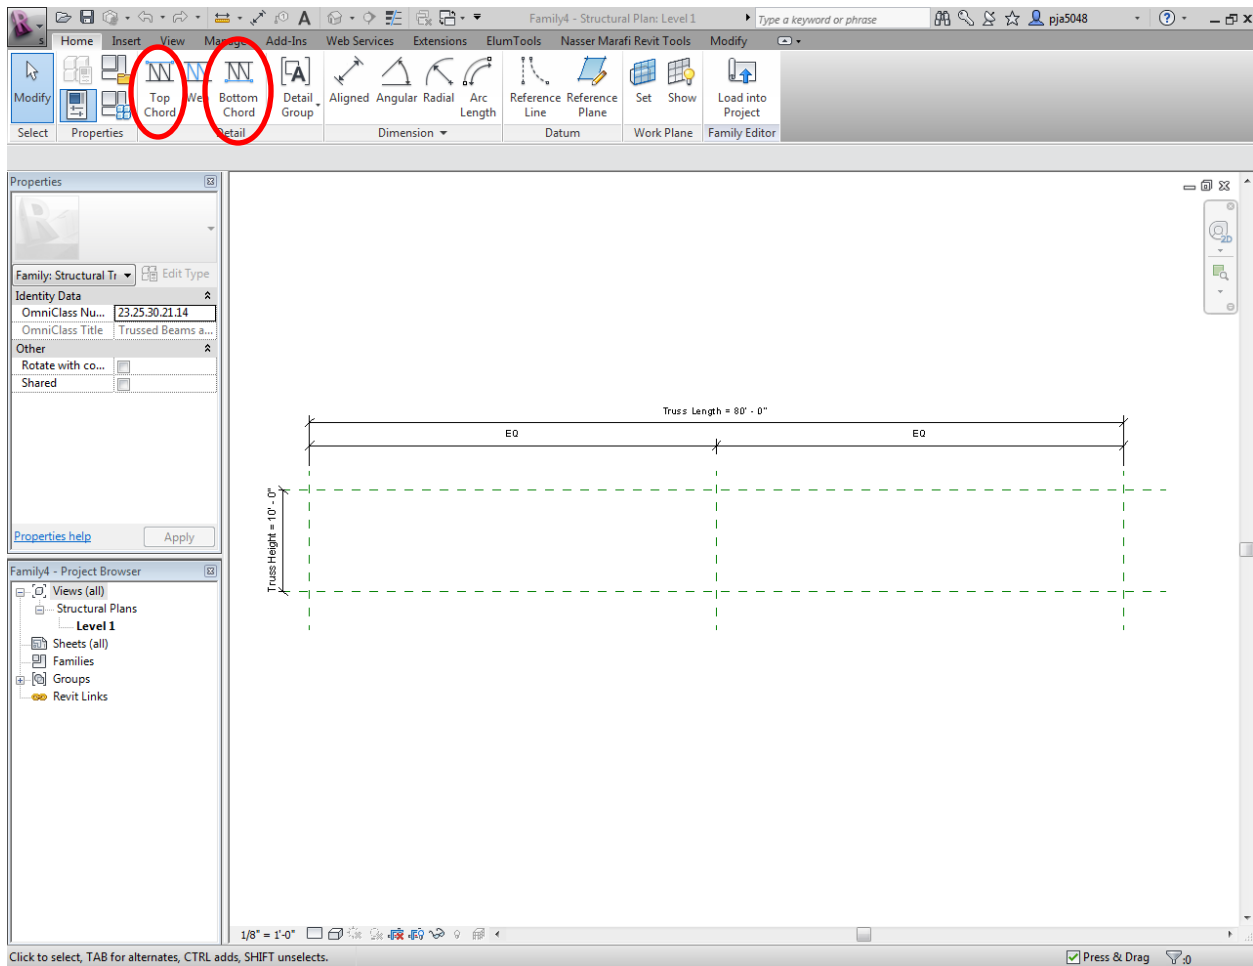 Family4 - Structural Plan: Level 1
Type a keyword or phrase
pja5048
S
Home Insert View Manage Add-Ins Web Services Extensions ElumTools Nasser Marafi Revit Tools Modify
Modify
Top Chord
Web
Bottom Chord
Detail Group
Aligned Angular Radial
Arc Length
Reference Line
Reference Plane
Set Show
Load into Project
Select Properties Detail Dimension Datum Work Plane Family Editor
Properties
Family: Structural Tr
Edit Type
Identity Data
OmniClass Nu... 23.25.30.21.14
OmniClass Title Trussed Beams a...
Other
Rotate with co...
Shared
Properties help
Apply
Family4 - Project Browser
Views (all)
Structural Plans
Level 1
Sheets (all)
Families
Groups
Revit Links
2D
Truss Length = 80' - 0"
EQ EQ
Truss Height = 10' - 0"
1/8" = 1'-0"
Click to select, TAB for alternates, CTRL adds, SHIFT unselects.
Press & Drag
:0